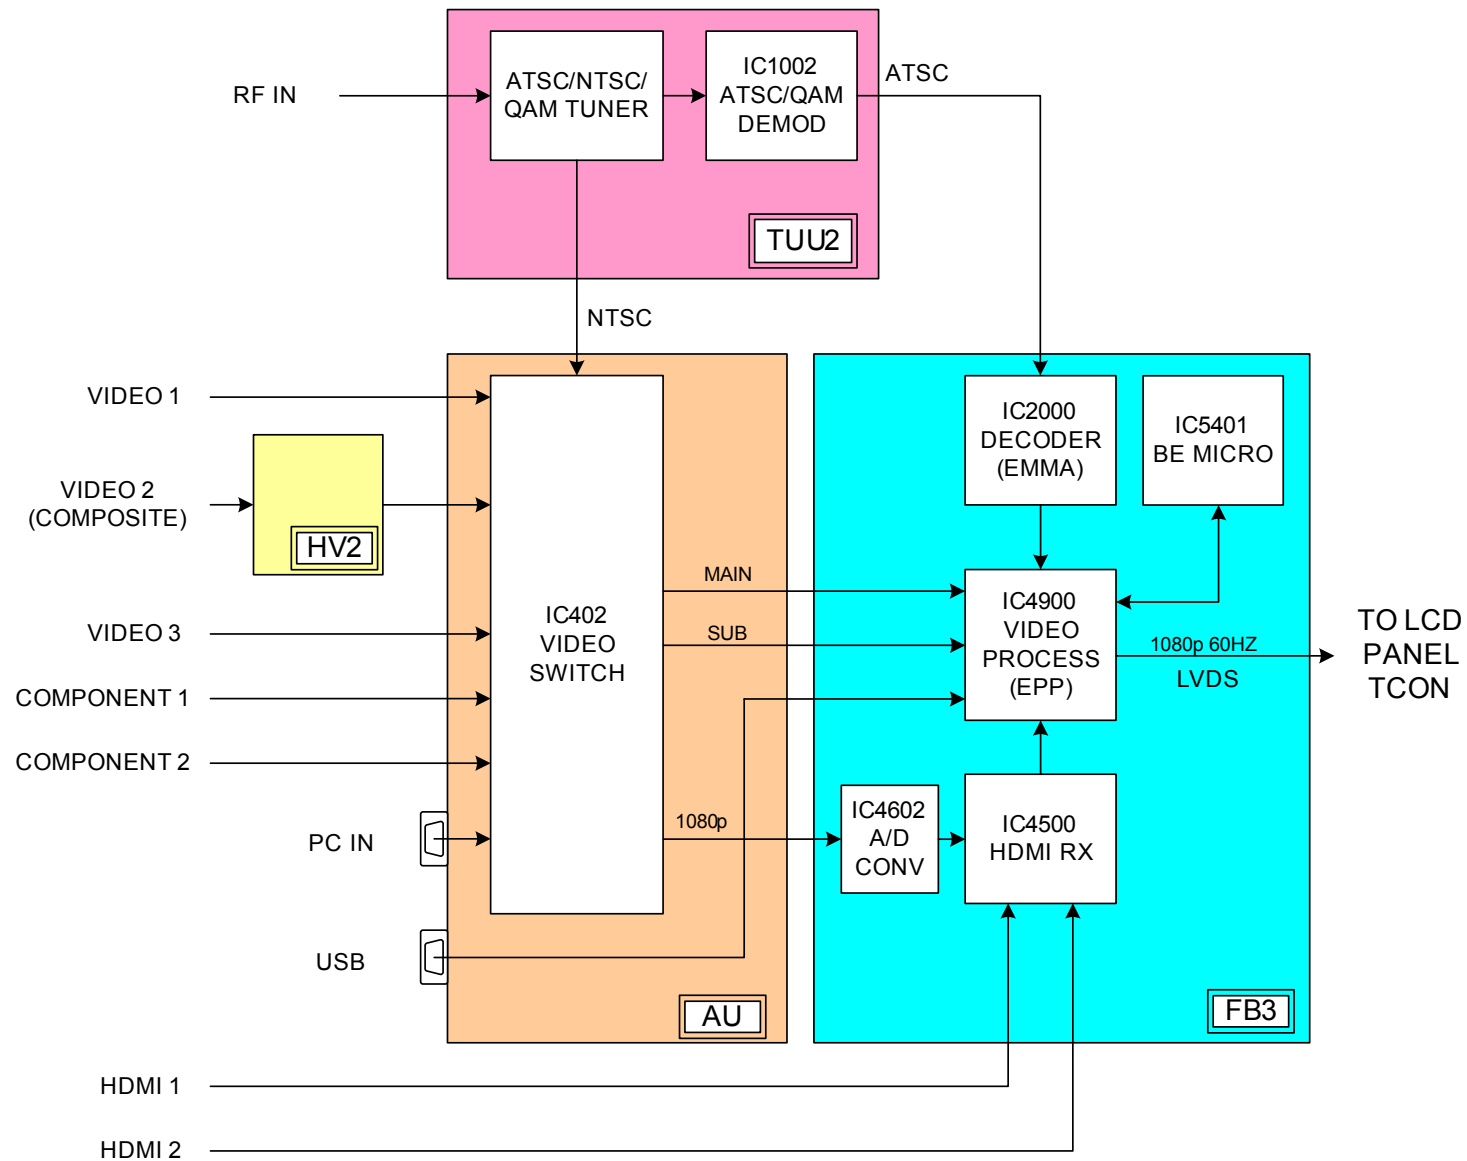 RF IN
ATSC/NTSC/
QAM TUNER
IC1002
ATSC/QAM
DEMOD
ATSC
TUU2
NTSC
VIDEO 1
VIDEO 2
(COMPOSITE)
HV2
VIDEO 3
COMPONENT 1
COMPONENT 2
PC IN
USB
IC402
VIDEO
SWITCH
MAIN
SUB
1080p
AU
IC2000
DECODER
(EMMA)
IC5401
BE MICRO
IC4900
VIDEO
PROCESS
(EPP)
1080p 60HZ
LVDS
TO LCD
PANEL
TCON
IC4602
A/D
CONV
IC4500
HDMI RX
FB3
HDMI 1
HDMI 2